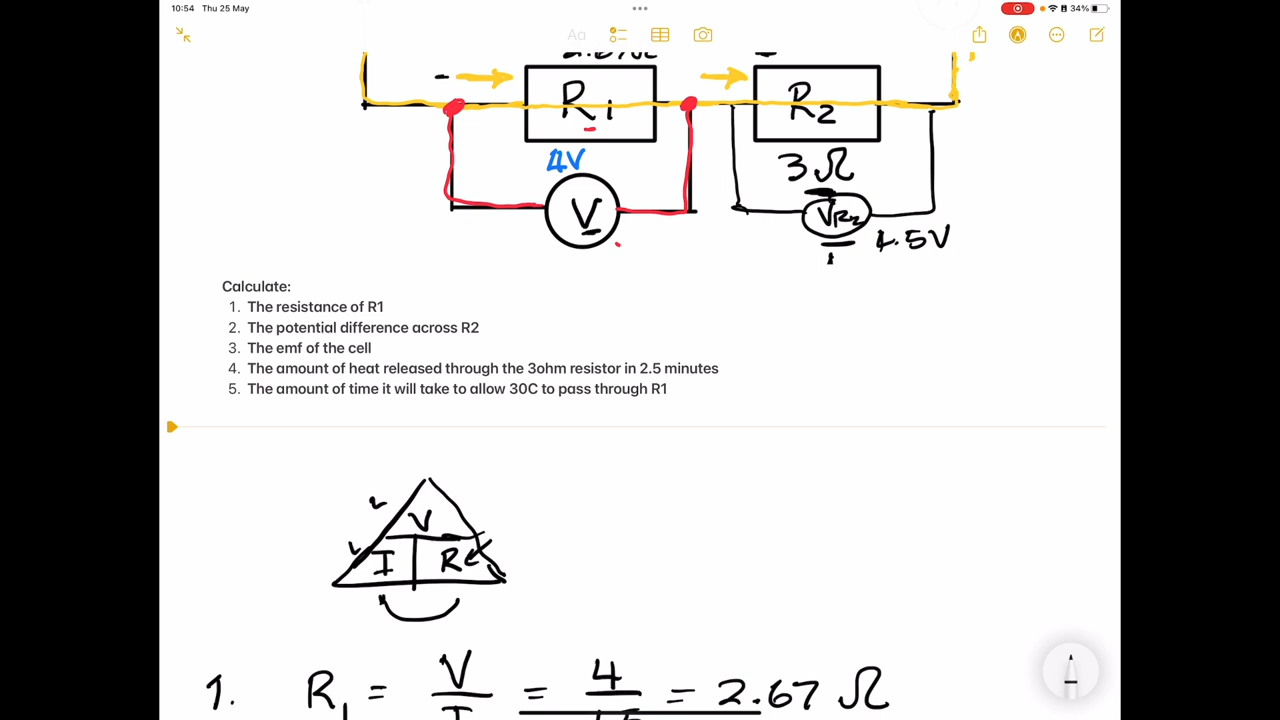 10:54 Thu 25 May
34%
Aa
R1
R2
4V
3Ω
V
VR2
4.5V
Calculate:
1. The resistance of R1
2. The potential difference across R2
3. The emf of the cell
4. The amount of heat released through the 3ohm resistor in 2.5 minutes
5. The amount of time it will take to allow 30C to pass through R1
V
I R
1. R1 = V/I = 4/ = 2.67 Ω